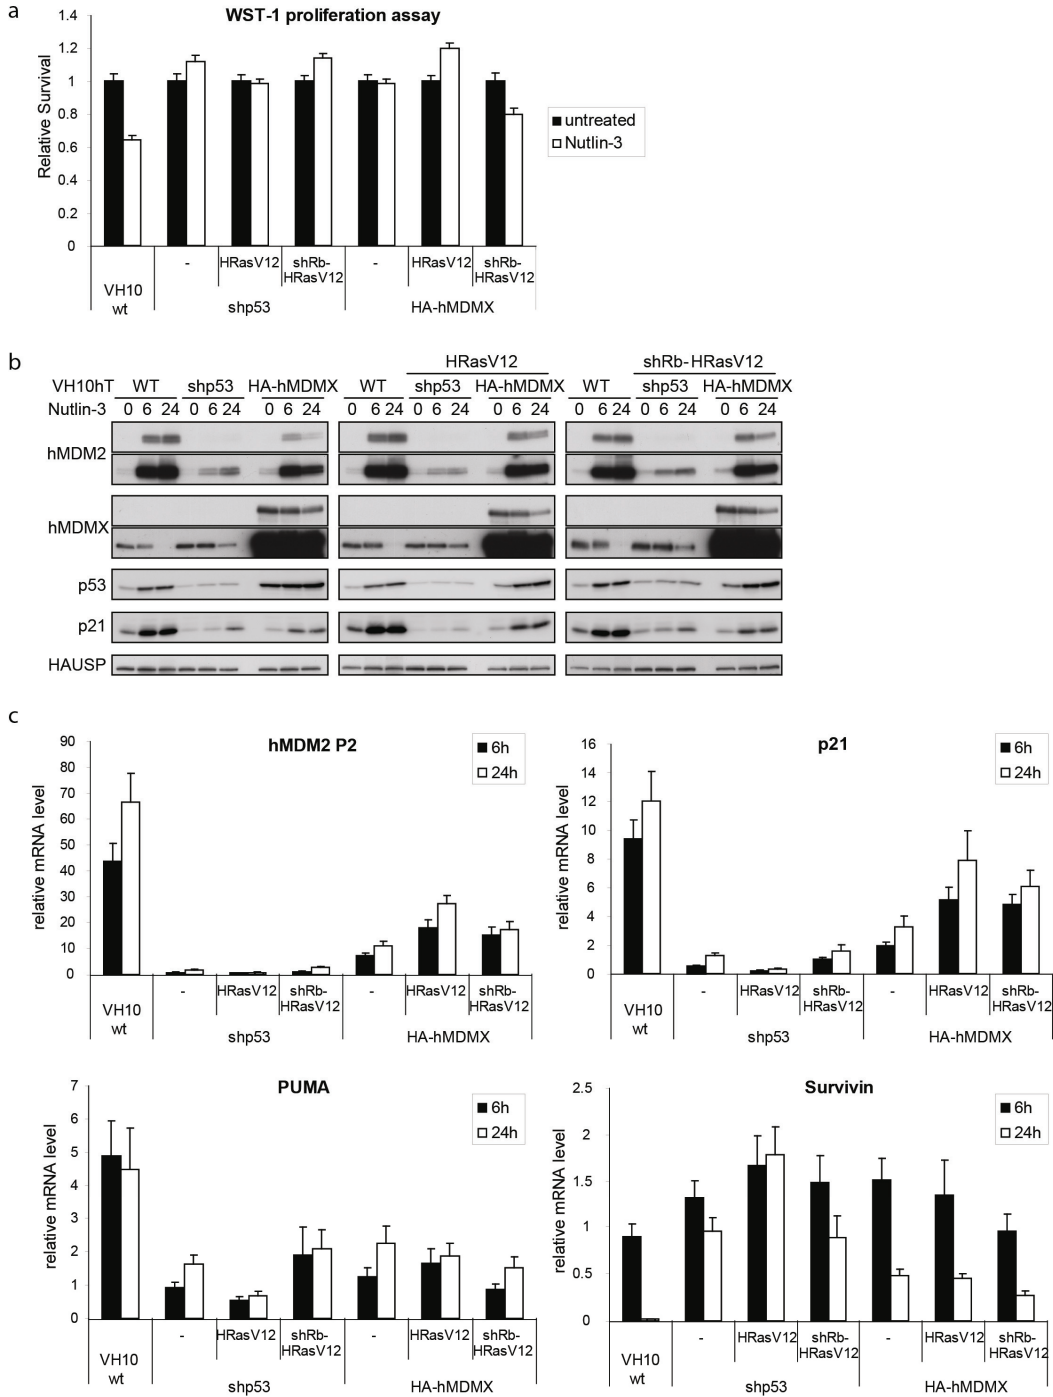 a
WST-1 proliferation assay
1.4
1.2
1
0.8
0.6
0.4
0.2
0
Relative Survival
untreated
Nutlin-3
- HRasV12 shRb-HRasV12 - HRasV12 shRb-HRasV12
VH10 wt
shp53 HA-hMDMX
b
HRasV12 shRb-HRasV12
VH10hT WT shp53 HA-hMDMX WT shp53 HA-hMDMX WT shp53 HA-hMDMX
Nutlin-3 0 6 24 0 6 24 0 6 24 0 6 24 0 6 24 0 6 24 0 6 24 0 6 24 0 6 24
hMDM2
hMDMX
p53
p21
HAUSP
c
hMDM2 P2
90
80
70
60
50
40
30
20
10
0
relative mRNA level
6h
24h
- HRasV12 shRb-HRasV12 - HRasV12 shRb-HRasV12
VH10 wt
shp53 HA-hMDMX
p21
16
14
12
10
8
6
4
2
0
relative mRNA level
6h
24h
- HRasV12 shRb-HRasV12 - HRasV12 shRb-HRasV12
VH10 wt
shp53 HA-hMDMX
PUMA
7
6
5
4
3
2
1
0
relative mRNA level
6h
24h
- HRasV12 shRb-HRasV12 - HRasV12 shRb-HRasV12
VH10 wt
shp53 HA-hMDMX
Survivin
2.5
2
1.5
1
0.5
0
relative mRNA level
6h
24h
- HRasV12 shRb-HRasV12 - HRasV12 shRb-HRasV12
VH10 wt
shp53 HA-hMDMX